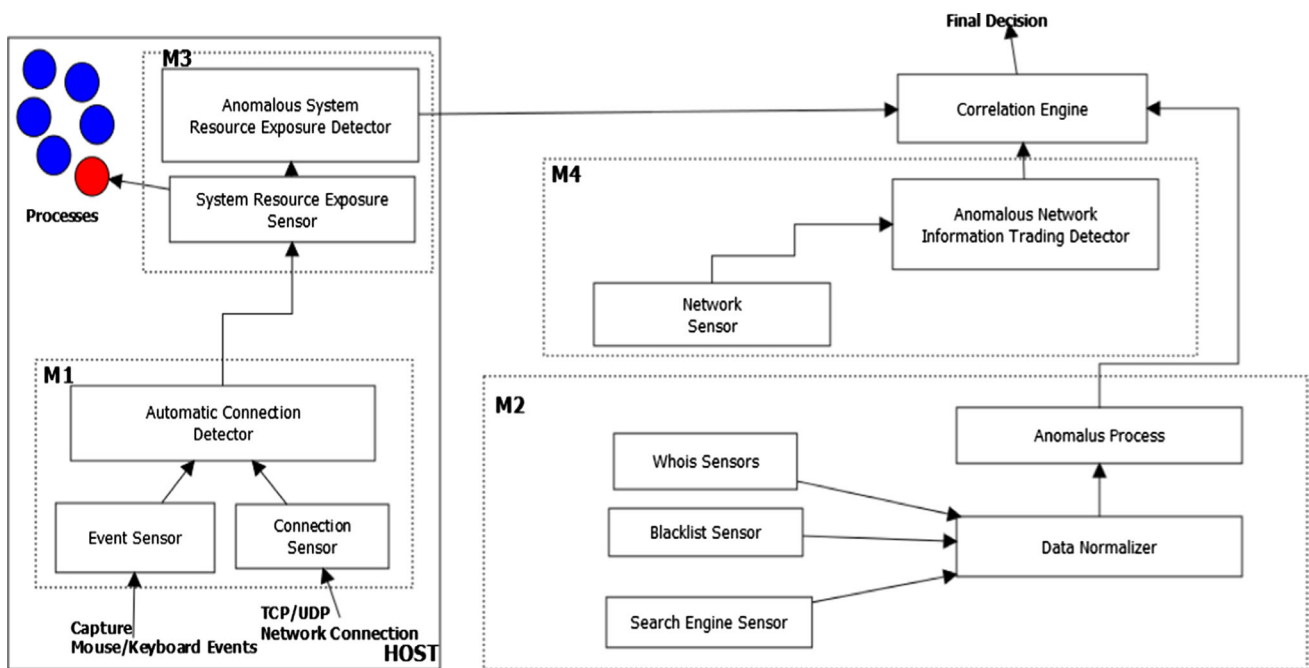 Final Decision
M3
Anomalous System
Resource Exposure Detector
System Resource Exposure
Sensor
Processes
Correlation Engine
M4
Anomalous Network
Information Trading Detector
Network
Sensor
M1
Automatic Connection
Detector
Event Sensor
Connection
Sensor
Capture
Mouse/Keyboard Events
TCP/UDP
Network Connection
HOST
M2
Anomalus Process
Whois Sensors
Blacklist Sensor
Data Normalizer
Search Engine Sensor